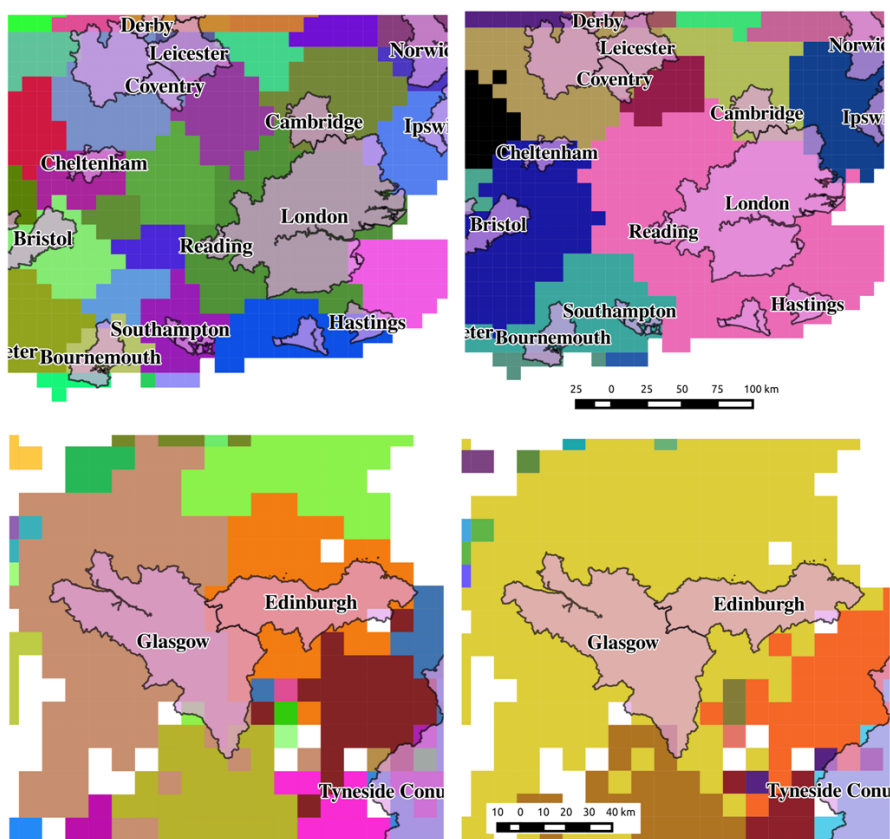 Derby
Leicester
Norwic
Coventry
Cambridge
Ipswi
Cheltenham
London
Bristol
Reading
Southampton
Hastings
eter Bournemouth
Derby
Leicester
Norwic
Coventry
Cambridge
Ipswi
Cheltenham
London
Bristol
Reading
Southampton
Hastings
eter
Bournemouth
25 0 25 50 75 100 km
Edinburgh
Glasgow
Tyneside Conu
Edinburgh
Glasgow
Tyneside Conu
10 0 10 20 30 40 km